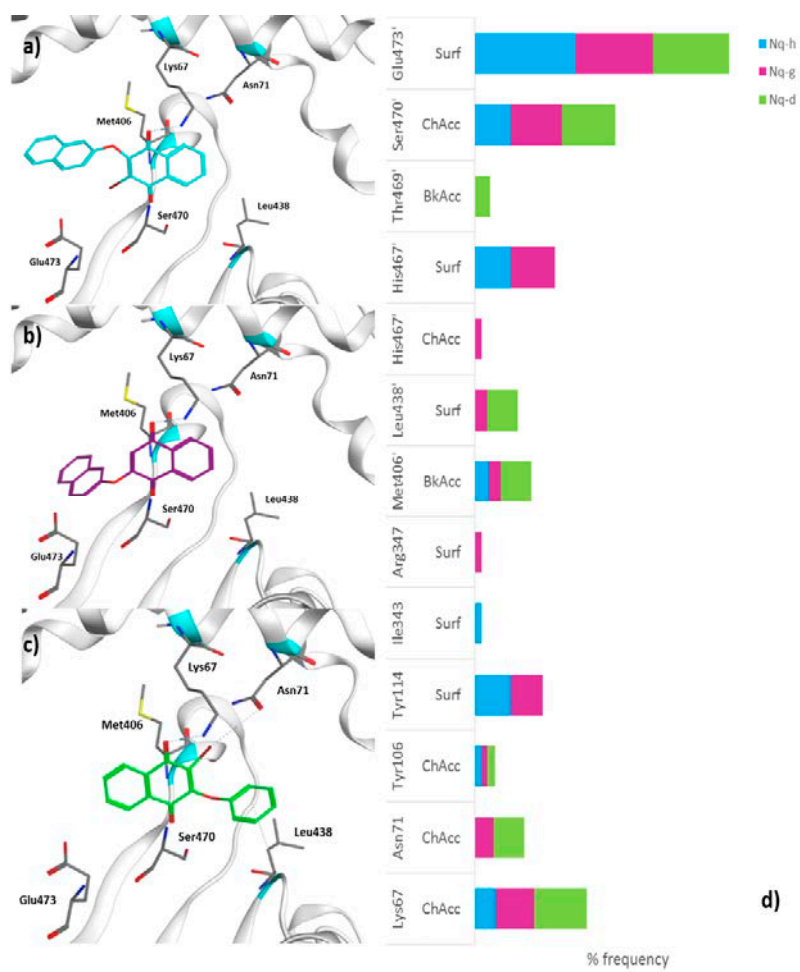 a)
Lys67
Asn71
Met406
Ser470
Leu438
Glu473
b)
Lys67
Asn71
Met406
Ser470
Leu438
Glu473
c)
Lys67
Asn71
Met406
Ser470
Leu438
Glu473
Glu473' Surf
Ser470' ChAcc
Thr469' BkAcc
His467' Surf
His467' ChAcc
Leu438' Surf
Met406' BkAcc
Arg347 Surf
Ile343 Surf
Tyr114 Surf
Tyr106 ChAcc
Asn71 ChAcc
Lys67 ChAcc
Nq-h
Nq-g
Nq-d
d)
% frequency